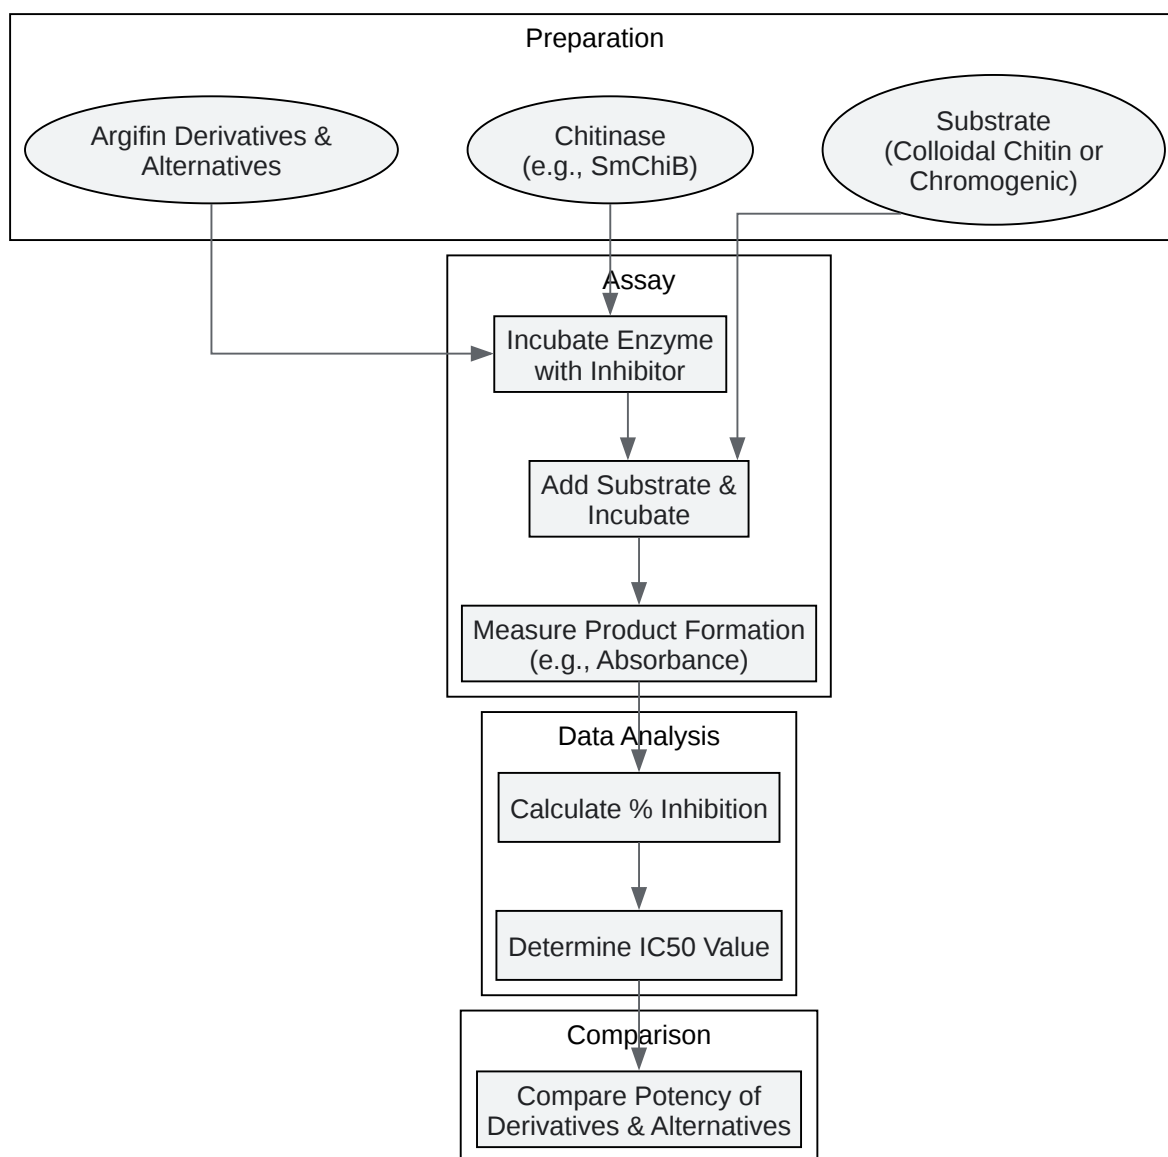 Preparation
Argifin Derivatives &
Alternatives
Chitinase
(e.g., SmChiB)
Substrate
(Colloidal Chitin or
Chromogenic)
Assay
Incubate Enzyme
with Inhibitor
Add Substrate &
Incubate
Measure Product Formation
(e.g., Absorbance)
Data Analysis
Calculate % Inhibition
Determine IC50 Value
Comparison
Compare Potency of
Derivatives & Alternatives